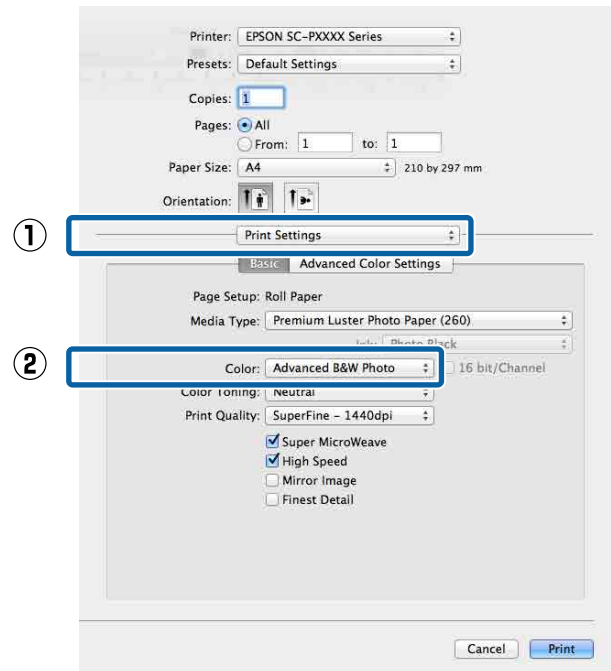 Printer: EPSON SC-PXXXX Series
Presets: Default Settings
Copies: 1
Pages: All
From: 1 to: 1
Paper Size: A4 210 by 297 mm
Orientation:
1
Print Settings
Basic Advanced Color Settings
Page Setup: Roll Paper
Media Type: Premium Luster Photo Paper (260)
Ink: Photo Black
2
Color: Advanced B&W Photo 16 bit/Channel
Color Toning: Neutral
Print Quality: SuperFine - 1440dpi
Super MicroWeave
High Speed
Mirror Image
Finest Detail
Cancel Print